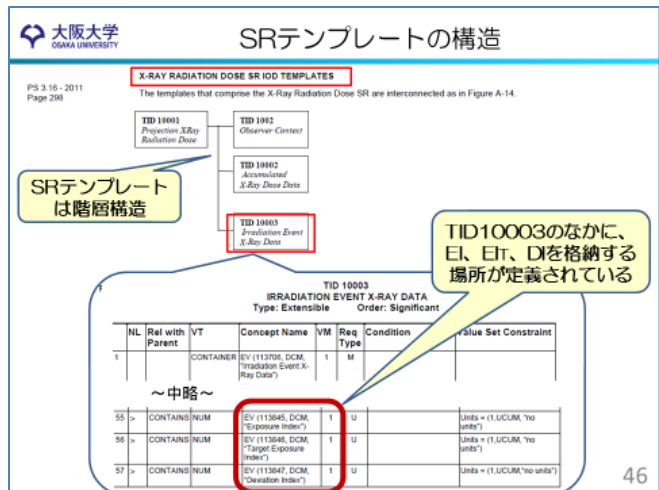 大阪大学
OSAKA UNIVERSITY
SRテンプレートの構造
X-RAY RADIATION DOSE SR IOD TEMPLATES
PS 3.16 - 2011
Page 298
The templates that comprise the X-Ray Radiation Dose SR are interconnected as in Figure A-14.
TID 10001
Projection XRay
Radiation Dose
TID 1002
Observer Context
TID 10002
Accumulated
X-Ray Dose Data
TID 10003
Irradiation Event
X-Ray Data
SRテンプレート
は階層構造
TID10003のなかに、
EI、EIT、DIを格納する
場所が定義されている
TID 10003
IRRADIATION EVENT X-RAY DATA
Type: Extensible Order: Significant
NL Rel with Parent VT Concept Name VM Req Type Condition Value Set Constraint
1 CONTAINER EV (113706, DCM, 1 M
"Irradiation Event X-
Ray Data")
～中略～
55 > CONTAINS NUM EV (113845, DCM, 1 U Units = (1,UCUM, "no
"Exposure Index") units")
56 > CONTAINS NUM EV (113846, DCM, 1 U Units = (1,UCUM, "no
"Target Exposure units")
Index")
57 > CONTAINS NUM EV (113847, DCM, 1 U Units = (1,UCUM,"no-units")
"Deviation Index")
46